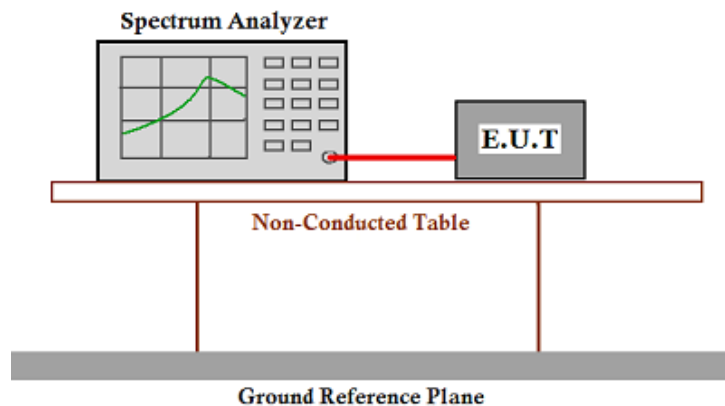 Spectrum Analyzer
E.U.T
Non-Conducted Table
Ground Reference Plane